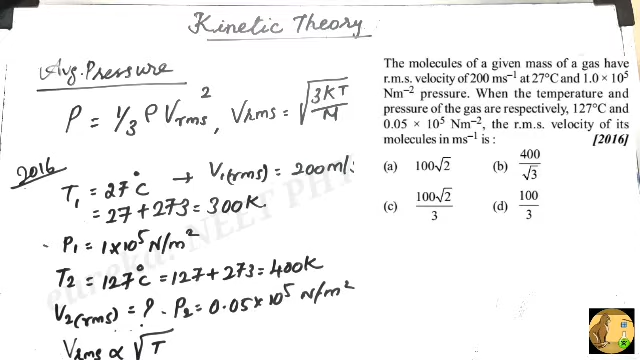 Kinetic Theory
Avg. Pressure
P = 1/3 ρ Vrms², Vrms = √(3KT/M)
2016
T₁ = 27°C → V₁(rms) = 200m/s
= 27+273 = 300K
P₁ = 1×10⁵ N/m²
T₂ = 127°C = 127+273 = 400K
V₂(rms) = ? . P₂ = 0.05×10⁵ N/m²
Vrms ∝ √T
The molecules of a given mass of a gas have
r.m.s. velocity of 200 ms⁻¹ at 27°C and 1.0 × 10⁵
Nm⁻² pressure. When the temperature and
pressure of the gas are respectively, 127°C and
0.05 × 10⁵ Nm⁻², the r.m.s. velocity of its
molecules in ms⁻¹ is : [2016]
(a) 100√2 (b) 400/√3
(c) 100√2/3 (d) 100/3